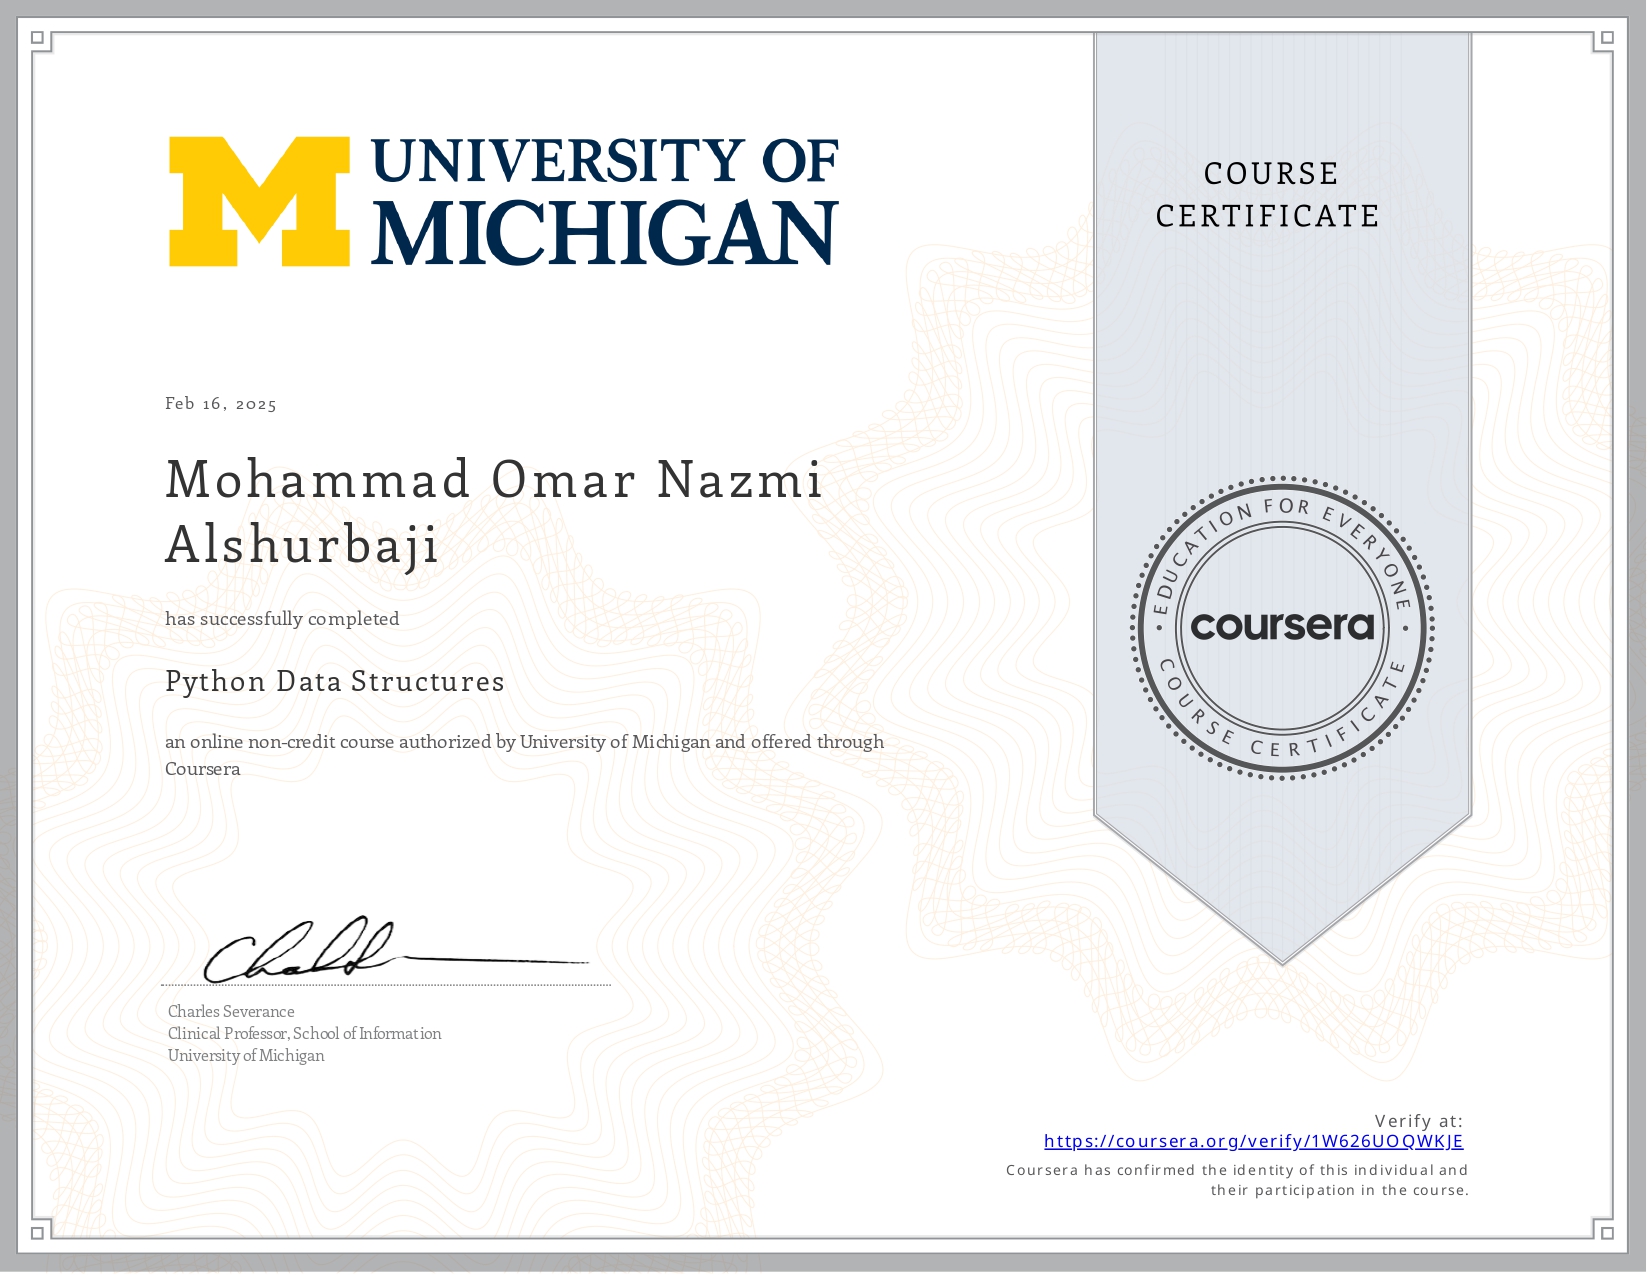 UNIVERSITY OF
MICHIGAN
COURSE
CERTIFICATE
Feb 16, 2025
Mohammad Omar Nazmi
Alshurbaji
has successfully completed
Python Data Structures
an online non-credit course authorized by University of Michigan and offered through
Coursera
EDUCATION FOR EVERYONE
coursera
COURSE CERTIFICATE
Charles Severance
Clinical Professor, School of Information
University of Michigan
Verify at:
https://coursera.org/verify/1W626UOQWKJE
Coursera has confirmed the identity of this individual and
their participation in the course.